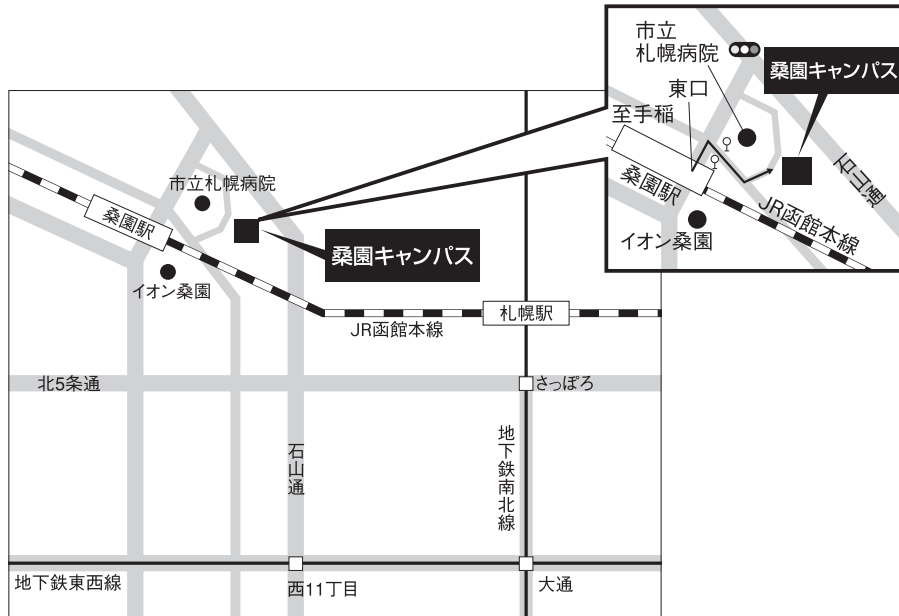 市立
札幌病院
桑園キャンパス
東口
至手稲
桑園駅
石山通
JR函館本線
イオン桑園
市立札幌病院
桑園駅
桑園キャンパス
イオン桑園
JR函館本線
札幌駅
北5条通
さっぽろ
石山通
地下鉄南北線
地下鉄東西線
西11丁目
大通